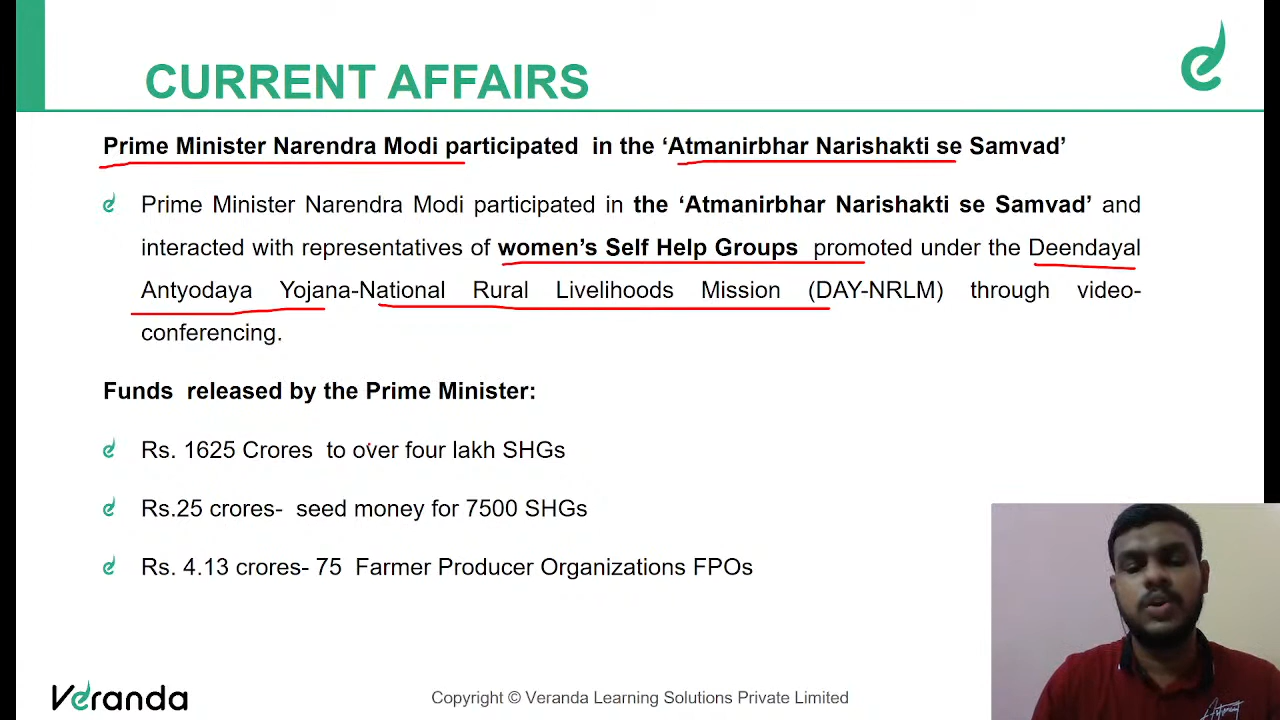 CURRENT AFFAIRS
Prime Minister Narendra Modi participated in the ‘Atmanirbhar Narishakti se Samvad’
Prime Minister Narendra Modi participated in the ‘Atmanirbhar Narishakti se Samvad’ and
interacted with representatives of women’s Self Help Groups promoted under the Deendayal
Antyodaya Yojana-National Rural Livelihoods Mission (DAY-NRLM) through video-
conferencing.
Funds released by the Prime Minister:
Rs. 1625 Crores to over four lakh SHGs
Rs.25 crores- seed money for 7500 SHGs
Rs. 4.13 crores- 75 Farmer Producer Organizations FPOs
Veranda
Copyright © Veranda Learning Solutions Private Limited